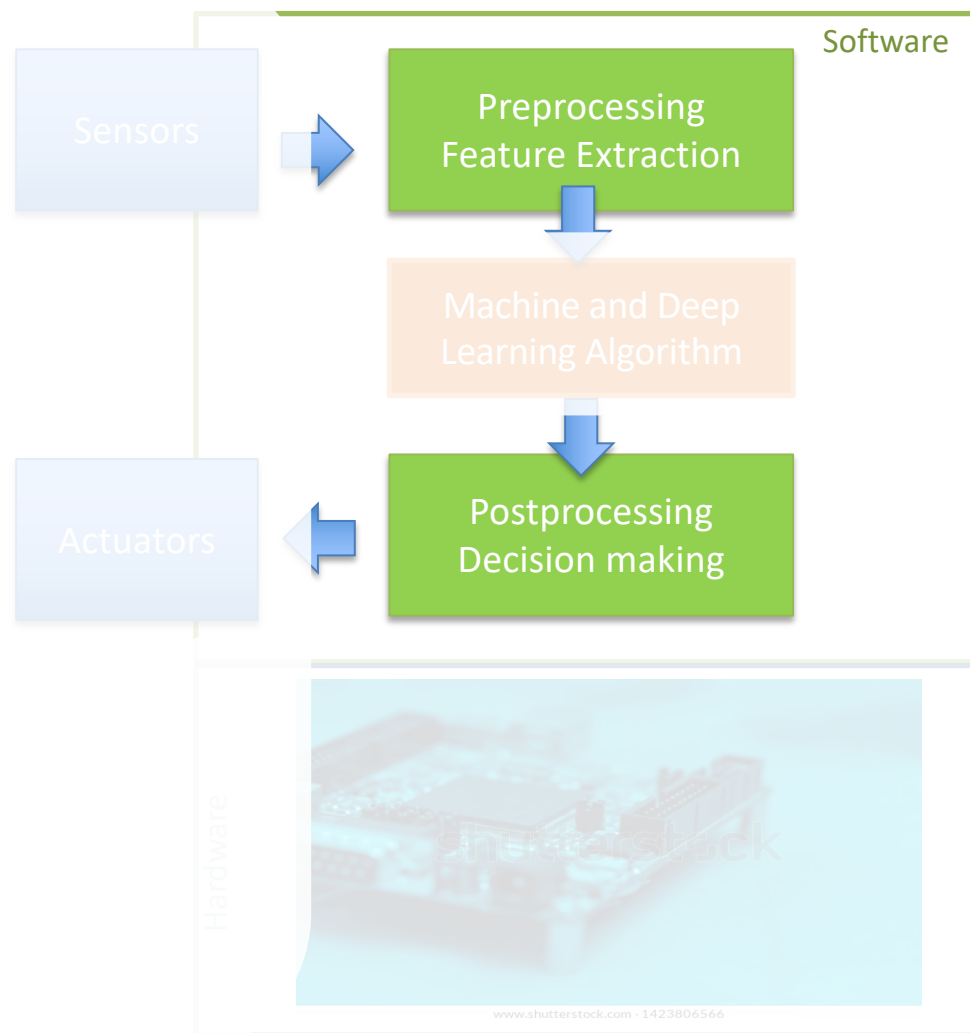 Software
Sensors
Preprocessing
Feature Extraction
Machine and Deep
Learning Algorithm
Actuators
Postprocessing
Decision making
Hardware
shutterstock
www.shutterstock.com · 1423806566